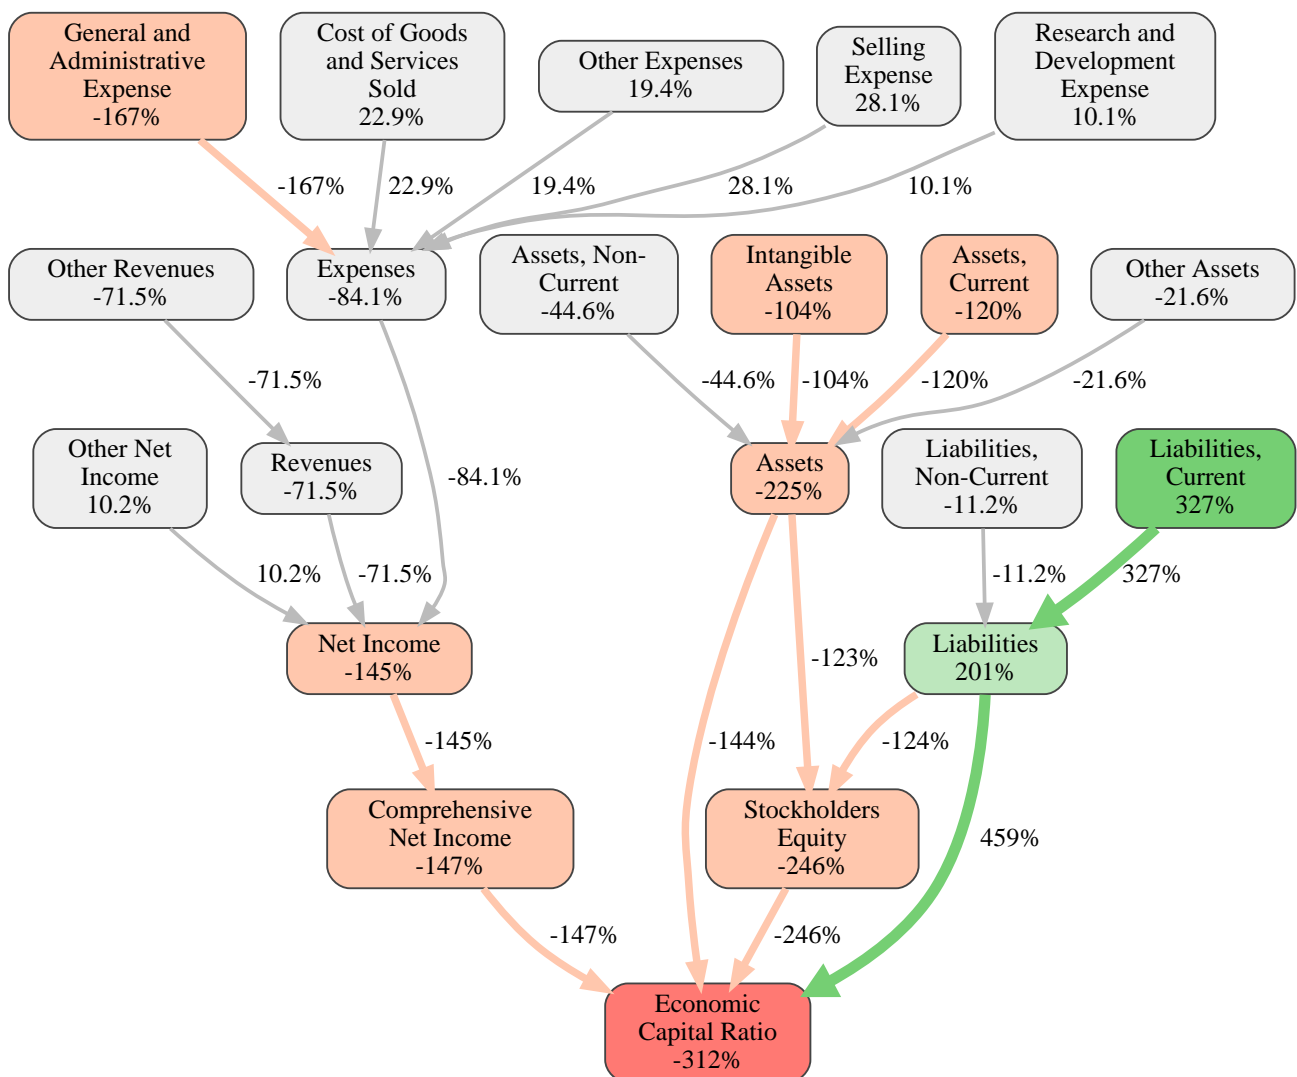 General and
Administrative
Expense
-167%
Cost of Goods
and Services
Sold
22.9%
Other Expenses
19.4%
Selling
Expense
28.1%
Research and
Development
Expense
10.1%
-167%
22.9%
19.4%
28.1%
10.1%
Other Revenues
-71.5%
Expenses
-84.1%
Assets, Non-
Current
-44.6%
Intangible
Assets
-104%
Assets,
Current
-120%
Other Assets
-21.6%
-71.5%
-44.6%
-104%
-120%
-21.6%
Other Net
Income
10.2%
Revenues
-71.5%
-84.1%
Assets
-225%
Liabilities,
Non-Current
-11.2%
Liabilities,
Current
327%
10.2%
-71.5%
-11.2%
327%
Net Income
-145%
-123%
Liabilities
201%
-145%
-144%
-124%
Comprehensive
Net Income
-147%
Stockholders
Equity
-246%
459%
-147%
-246%
Economic
Capital Ratio
-312%